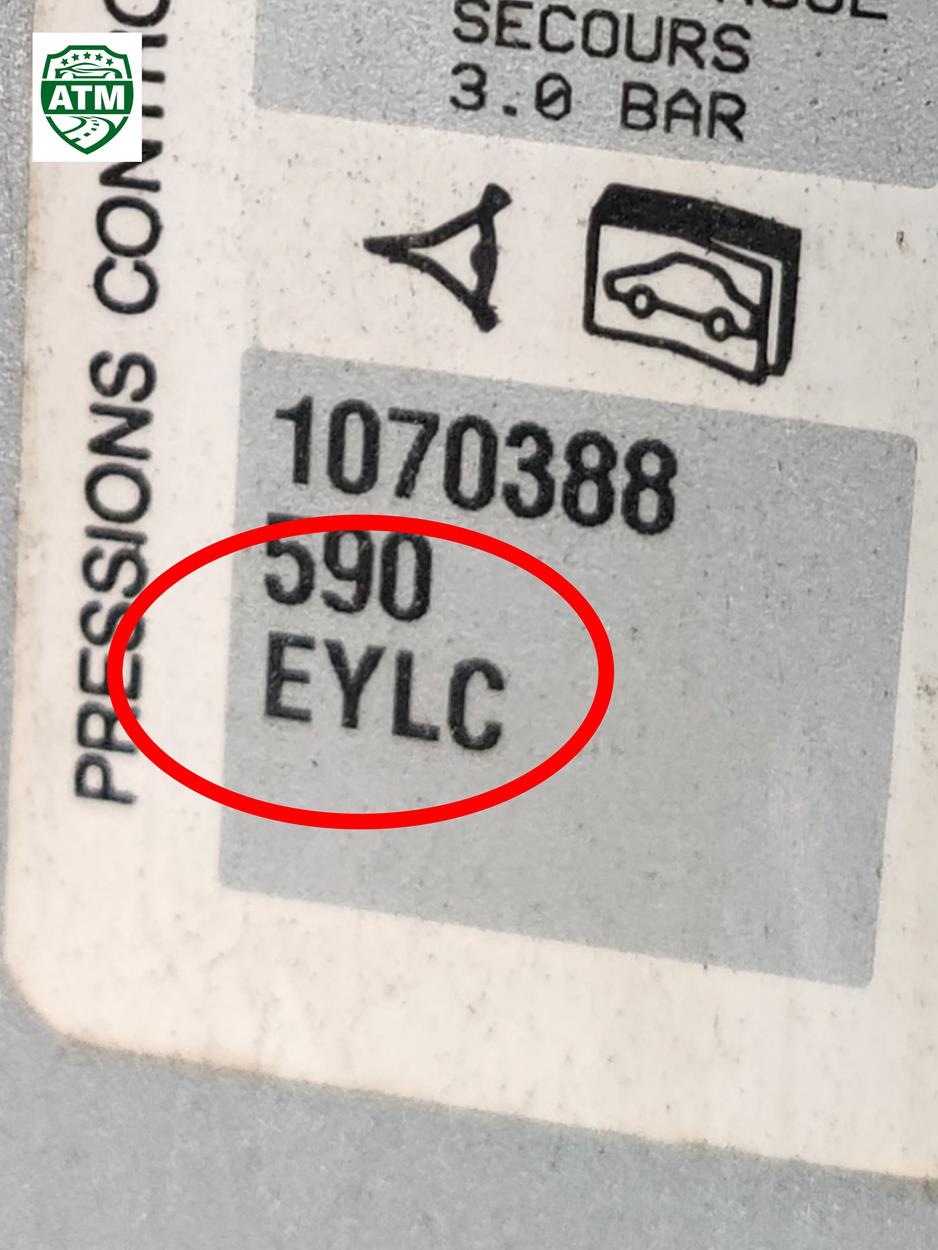 ATM
SECOURS
3.0 BAR
PRESSIONS
1070388
590
EYLC